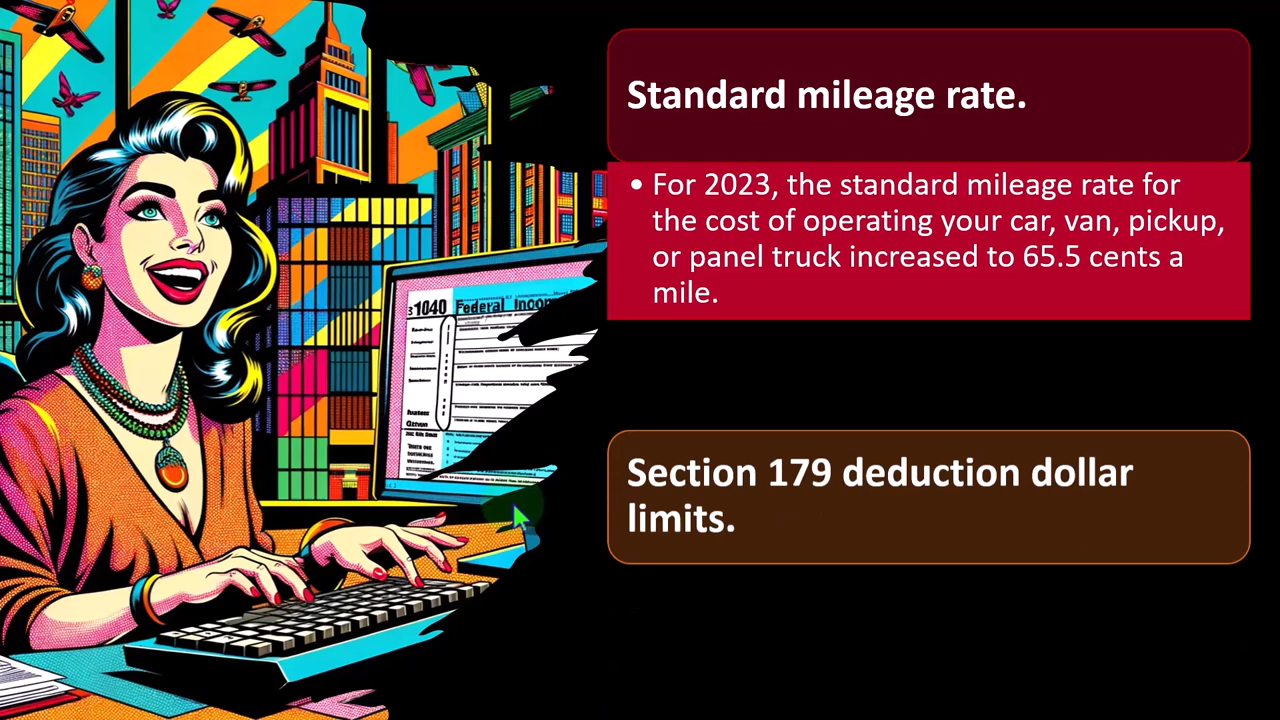 Standard mileage rate.
• For 2023, the standard mileage rate for
the cost of operating your car, van, pickup,
or panel truck increased to 65.5 cents a
mile.
Section 179 deduction dollar
limits.
1040 Federal Incom